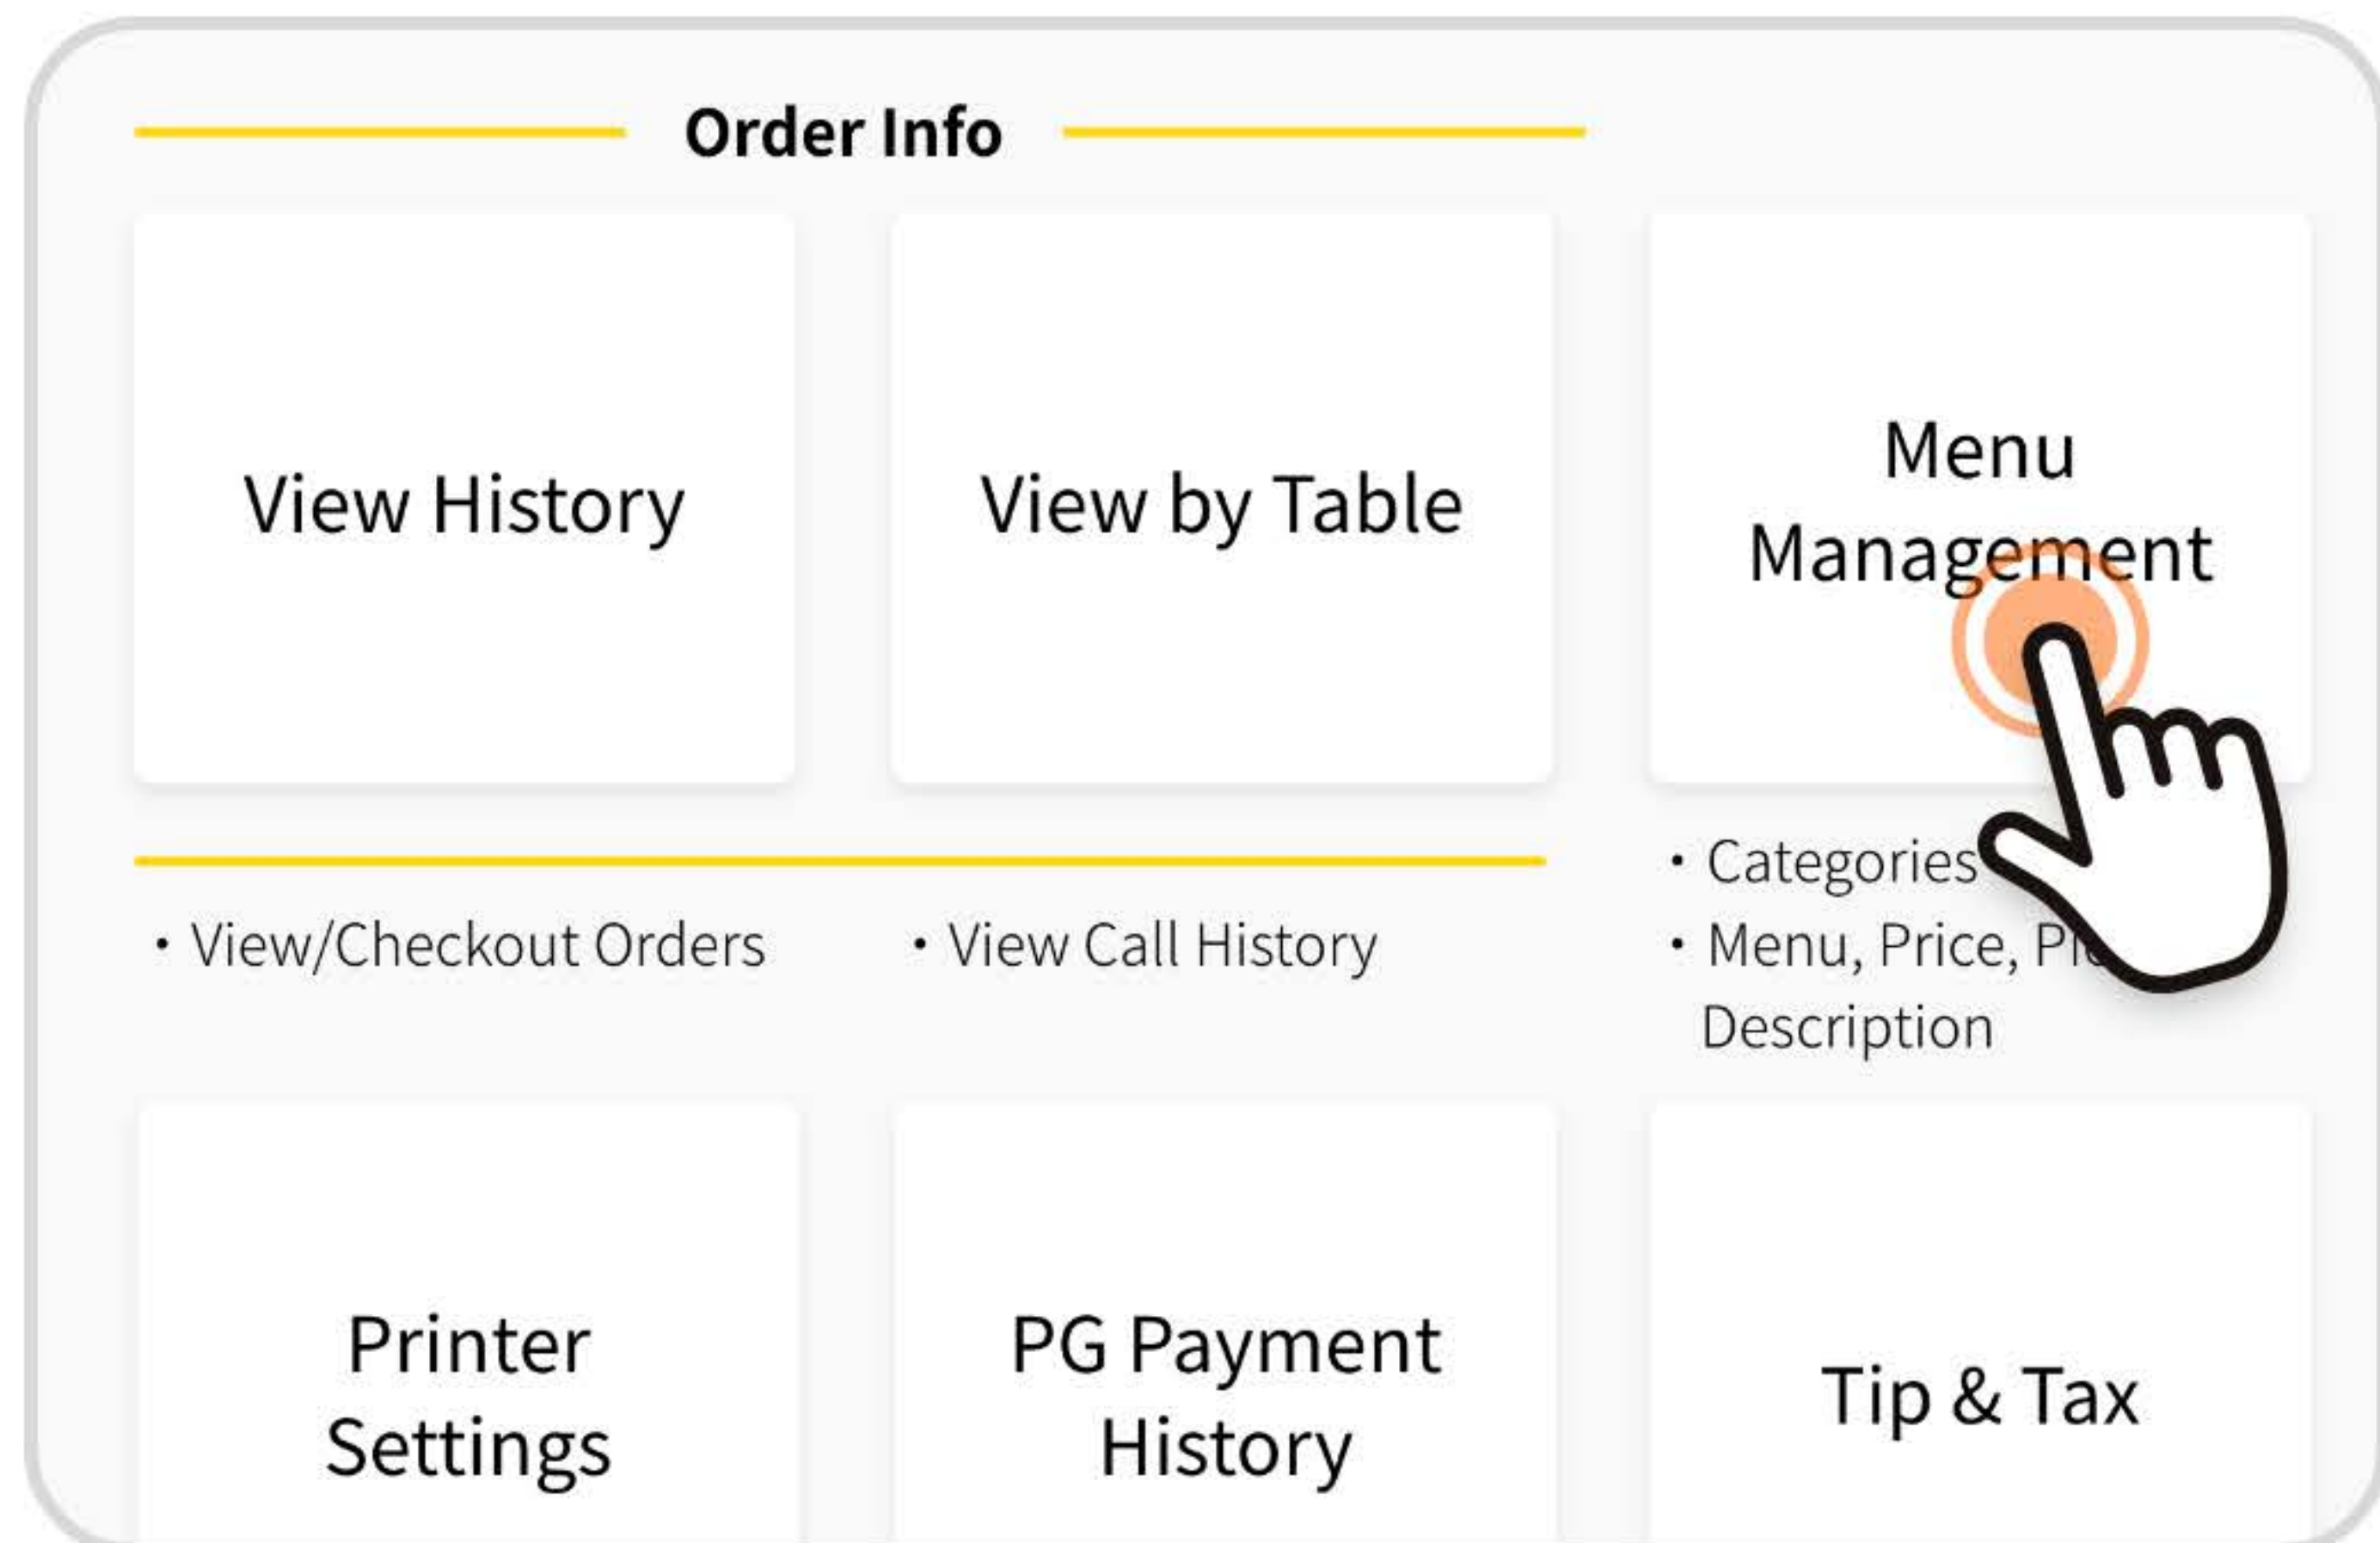 Order Info
View History
View by Table
Menu
Management
• View/Checkout Orders
• View Call History
• Categories
• Menu, Price,
Description
Printer
Settings
PG Payment
History
Tip & Tax